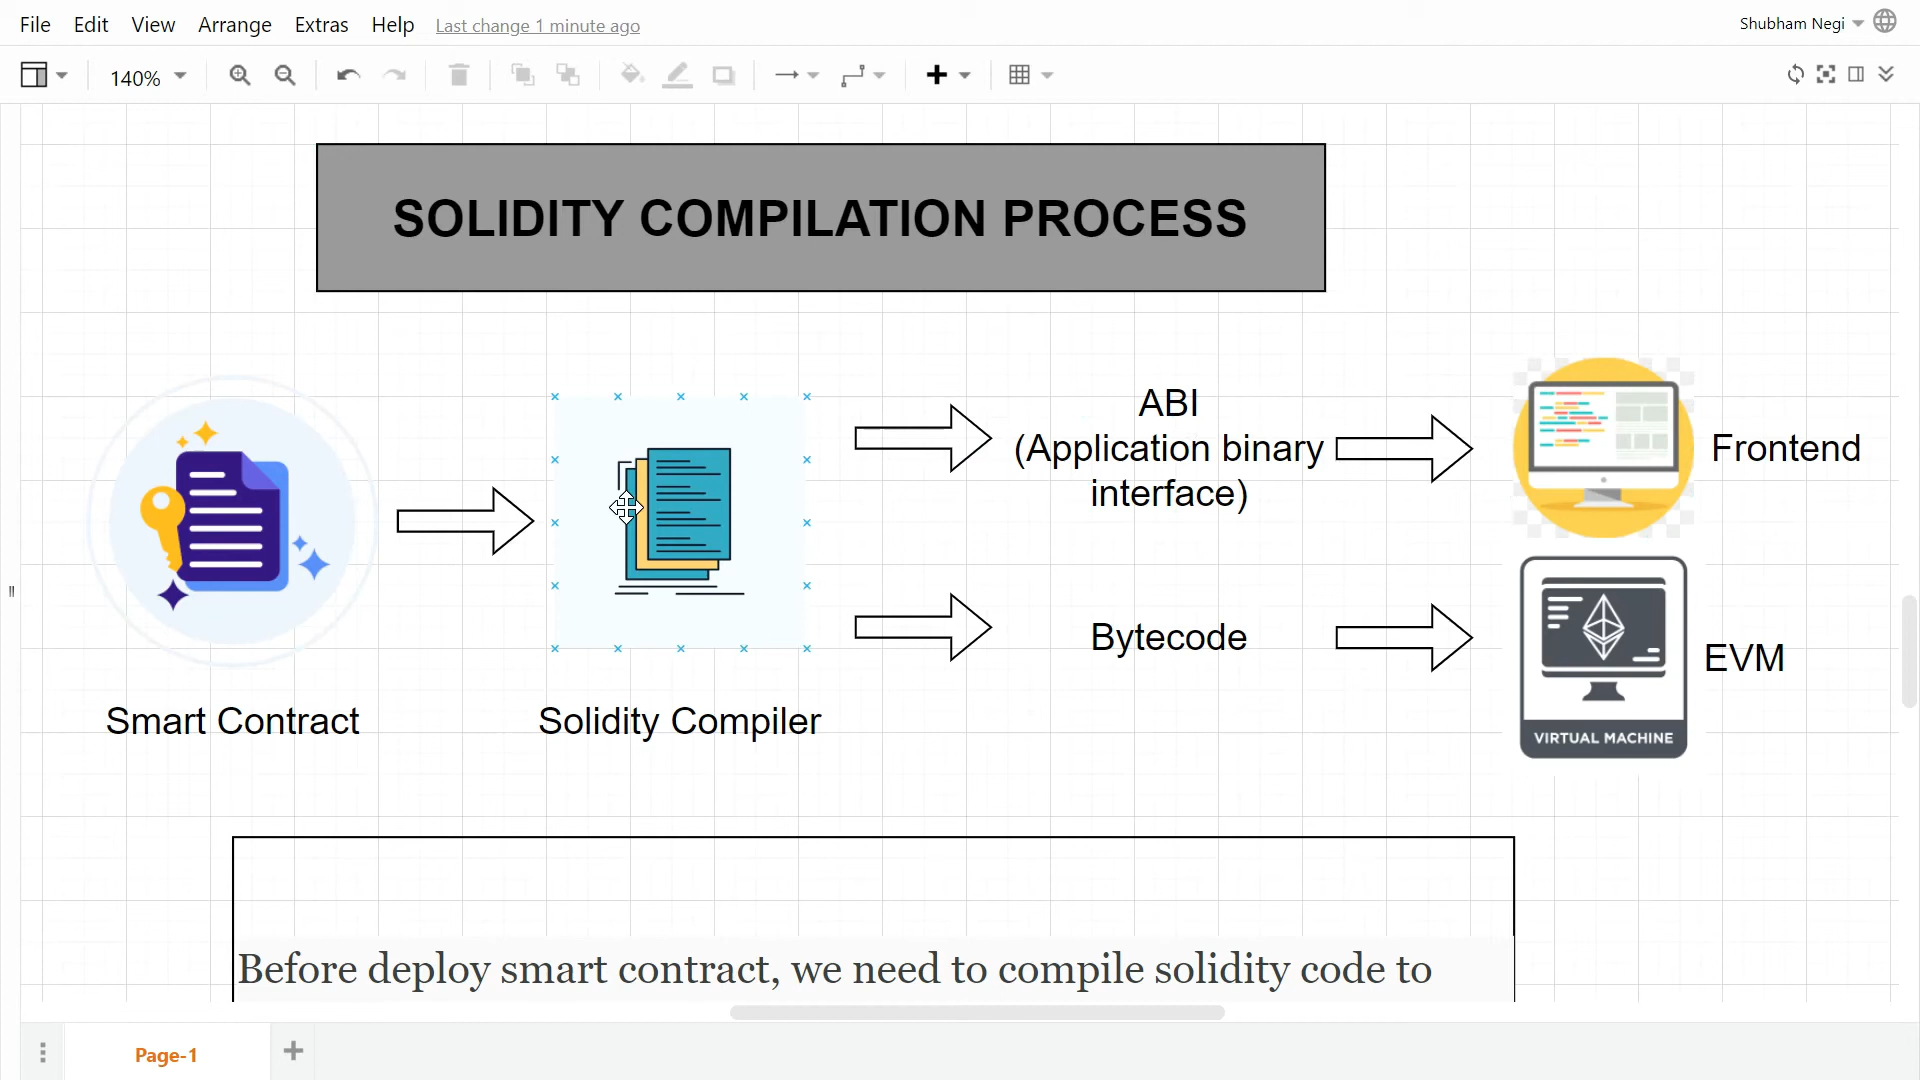 File Edit View Arrange Extras Help Last change 1 minute ago
Shubham Negi
140%
SOLIDITY COMPILATION PROCESS
ABI
(Application binary
interface)
Frontend
Bytecode
EVM
VIRTUAL MACHINE
Smart Contract
Solidity Compiler
Before deploy smart contract, we need to compile solidity code to
Page-1